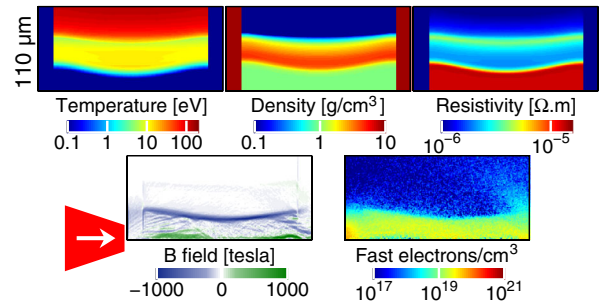 110 μm
Temperature [eV] Density [g/cm³] Resistivity [Ω.m]
0.1 1 10 100 0.1 1 10 10⁻⁶ 10⁻⁵
B field [tesla] Fast electrons/cm³
−1000 0 1000 10¹⁷ 10¹⁹ 10²¹